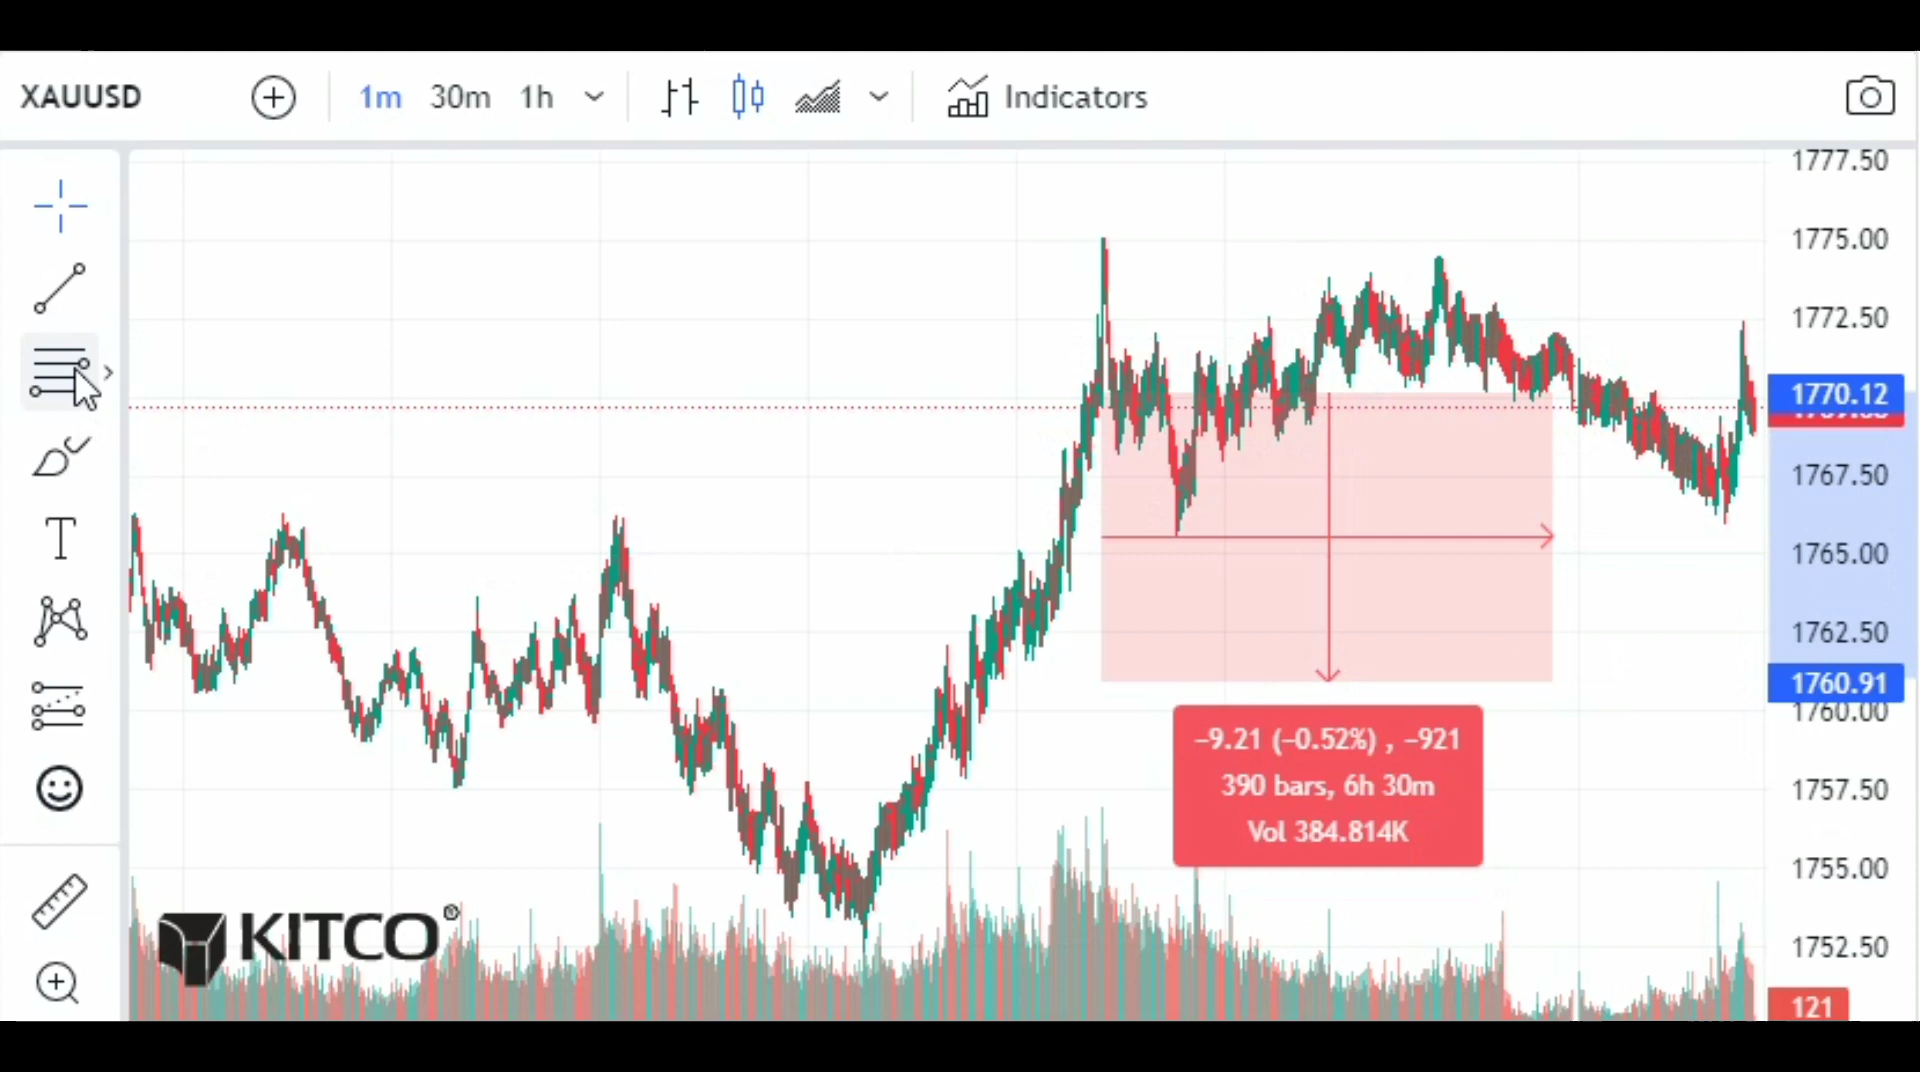 XAUUSD
1m 30m 1h
Indicators
1777.50
1775.00
1772.50
1770.12
1767.50
1765.00
1762.50
1760.91
1760.00
1757.50
1755.00
1752.50
121
T
−9.21 (−0.52%) , −921
390 bars, 6h 30m
Vol 384.814K
KITCO®